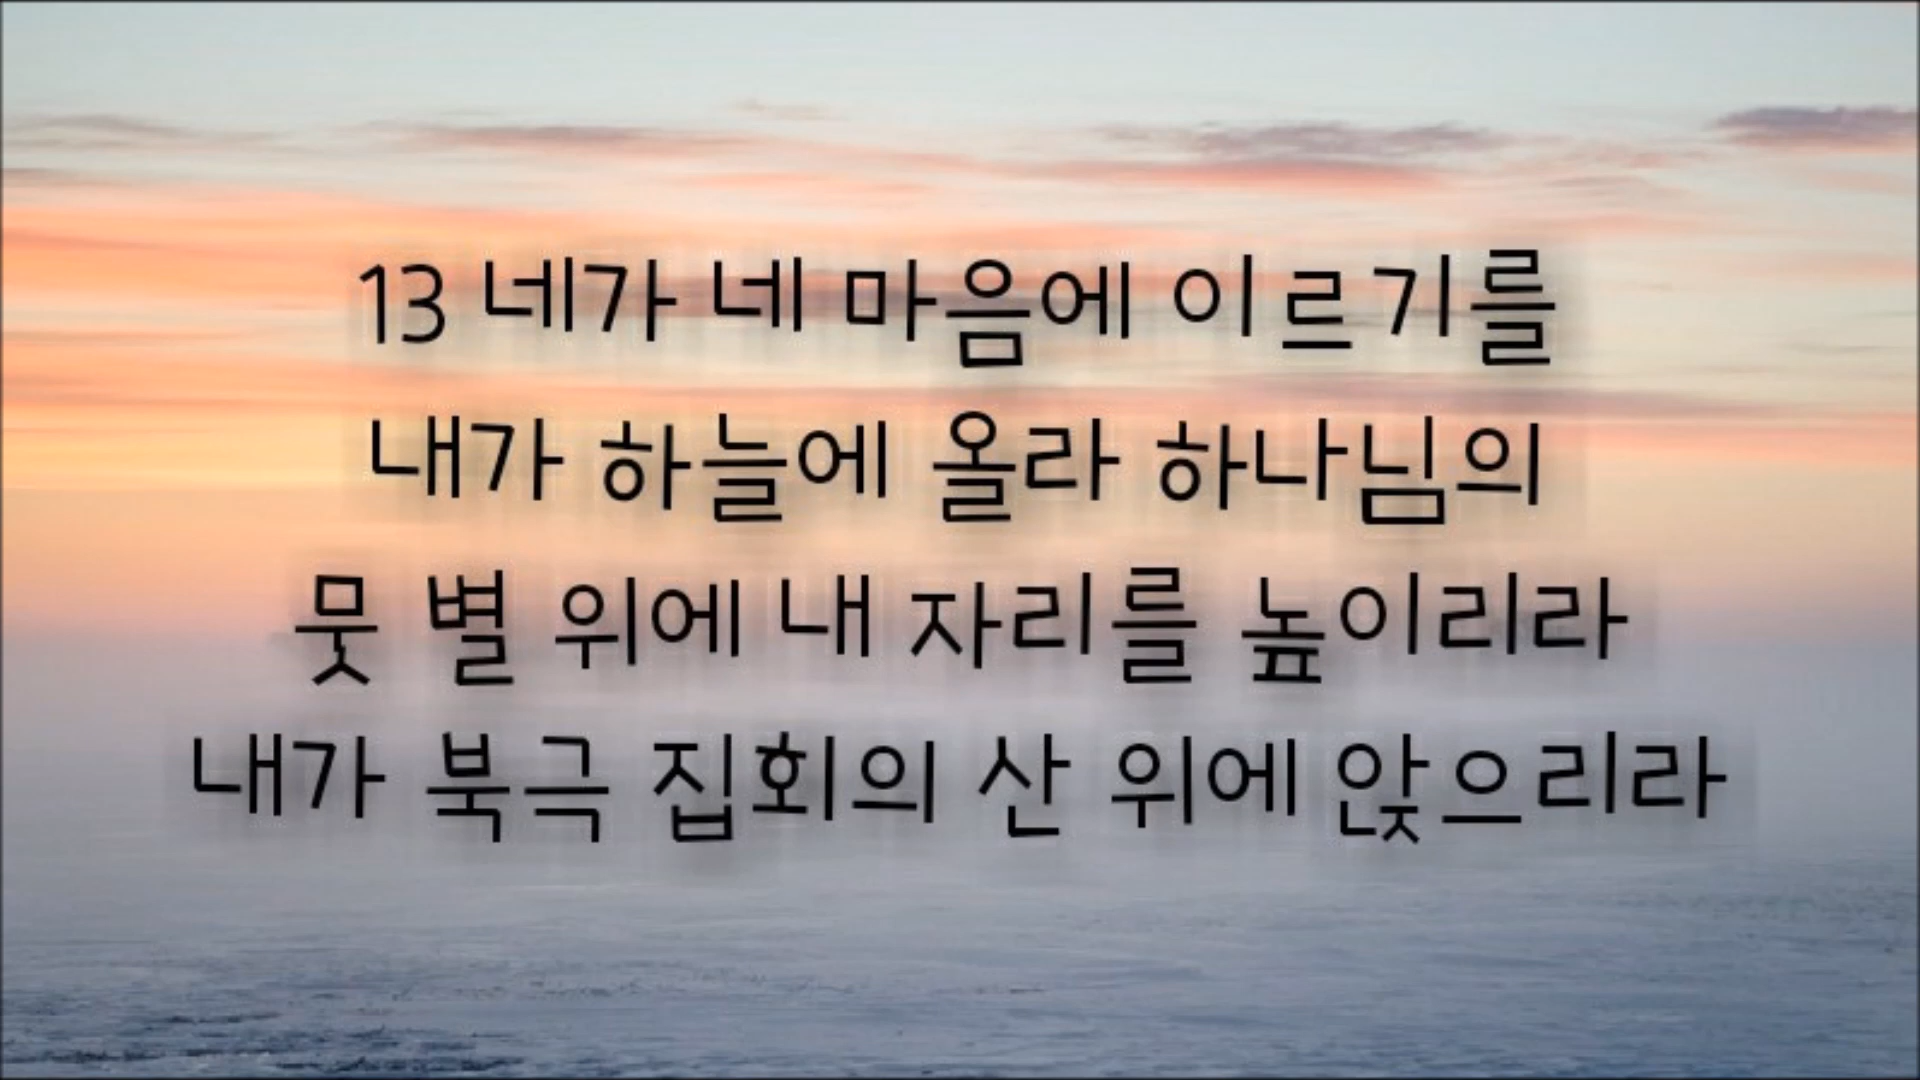 13 네가 네 마음에 이르기를
내가 하늘에 올라 하나님의
뭇 별 위에 내 자리를 높이리라
내가 북극 집회의 산 위에 앉으리라